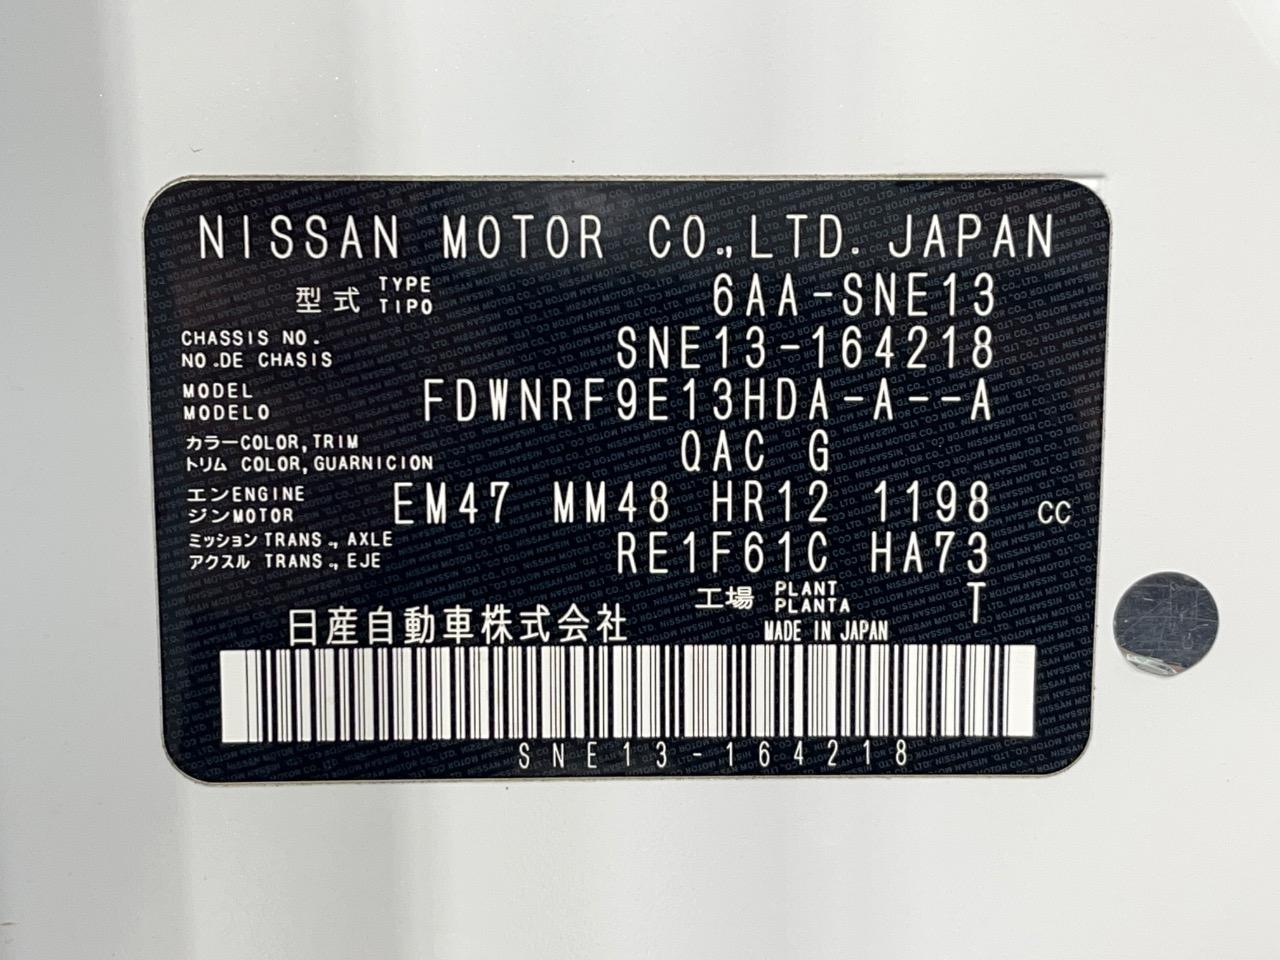 NISSAN MOTOR CO.,LTD. JAPAN
型式 TYPE TIPO 6AA-SNE13
CHASSIS NO. NO.DE CHASIS SNE13-164218
MODEL MODELO FDWNRF9E13HDA-A--A
カラーCOLOR,TRIM
トリム COLOR,GUARNICION QAC G
エンENGINE
ジンMOTOR EM47 MM48 HR12 1198 CC
ミッション TRANS., AXLE
アクスル TRANS., EJE RE1F61C HA73
工場 PLANT PLANTA T
日産自動車株式会社 MADE IN JAPAN
SNE13-164218